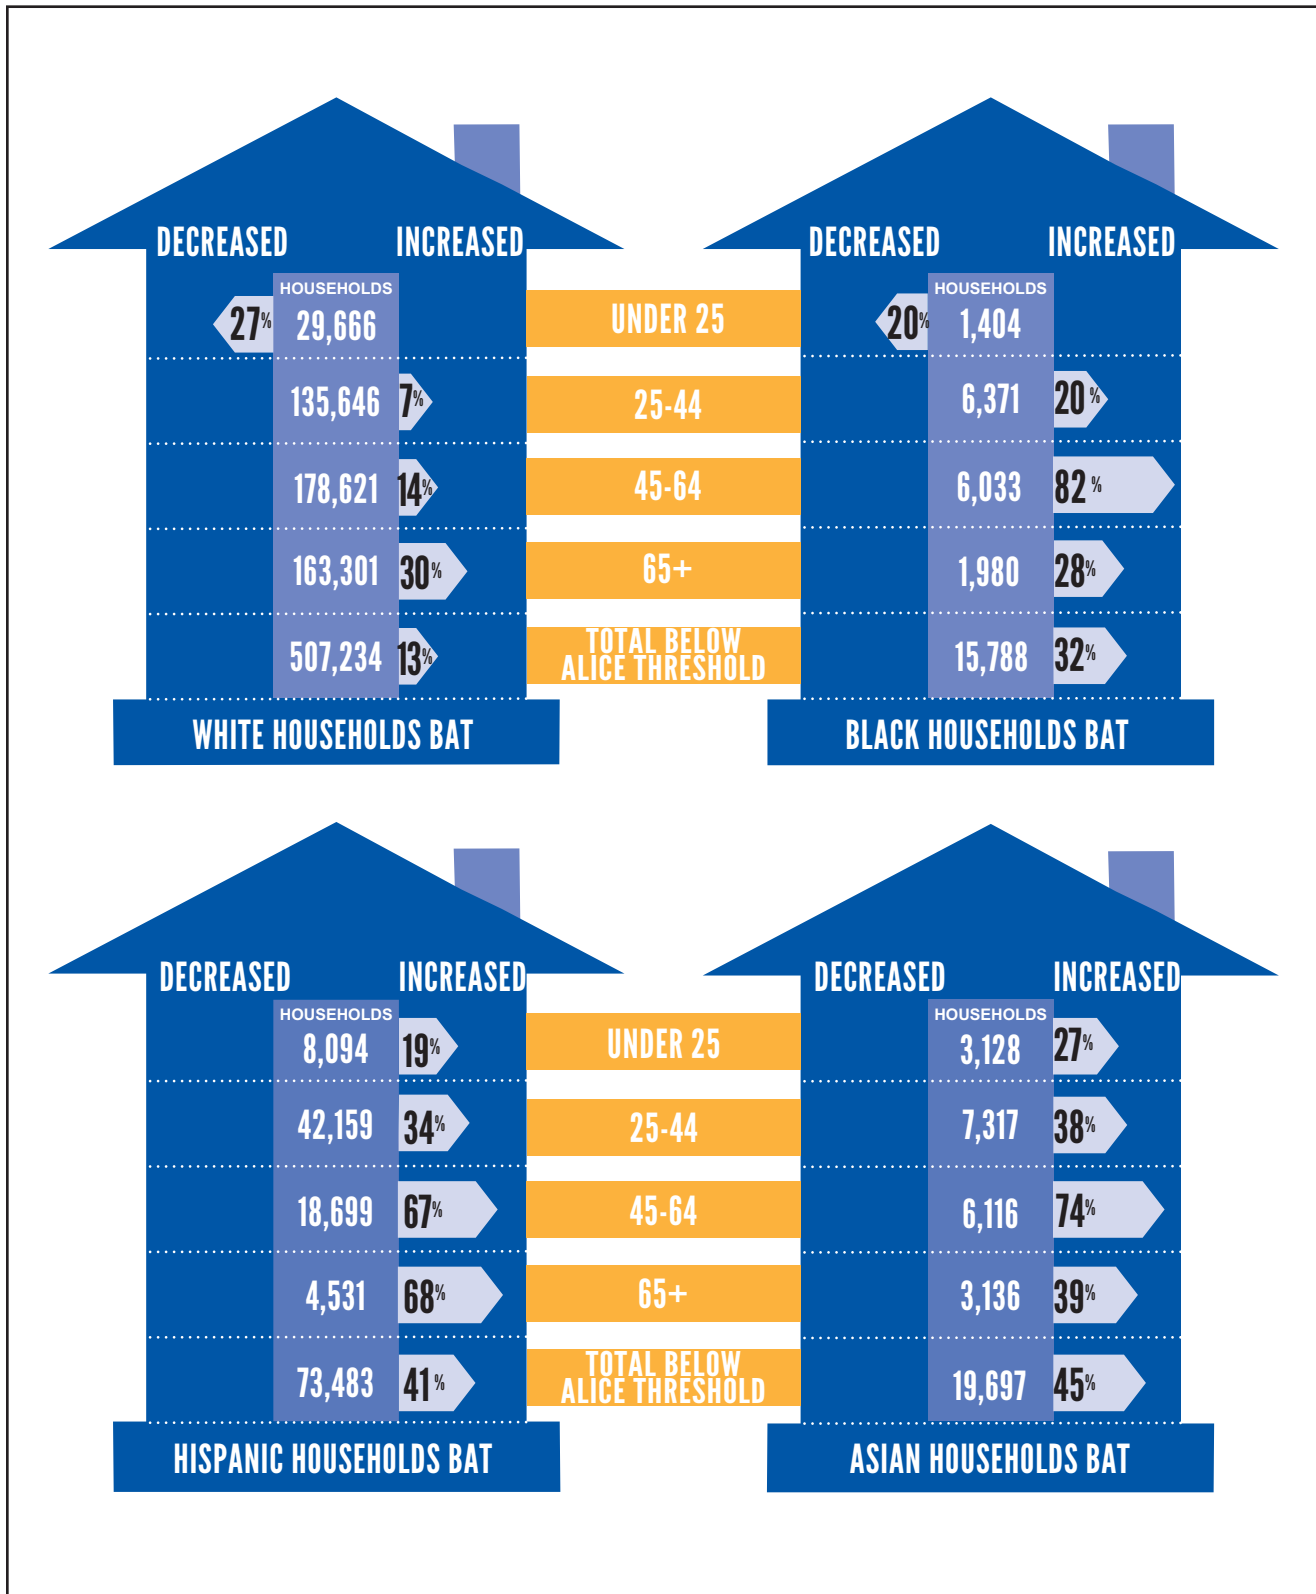 DECREASED INCREASED
HOUSEHOLDS
27% 29,666
135,646 7%
178,621 14%
163,301 30%
507,234 13%
WHITE HOUSEHOLDS BAT
UNDER 25
25-44
45-64
65+
TOTAL BELOW
ALICE THRESHOLD
DECREASED INCREASED
HOUSEHOLDS
20% 1,404
6,371 20%
6,033 82%
1,980 28%
15,788 32%
BLACK HOUSEHOLDS BAT
DECREASED INCREASED
HOUSEHOLDS
8,094 19%
42,159 34%
18,699 67%
4,531 68%
73,483 41%
HISPANIC HOUSEHOLDS BAT
UNDER 25
25-44
45-64
65+
TOTAL BELOW
ALICE THRESHOLD
DECREASED INCREASED
HOUSEHOLDS
3,128 27%
7,317 38%
6,116 74%
3,136 39%
19,697 45%
ASIAN HOUSEHOLDS BAT